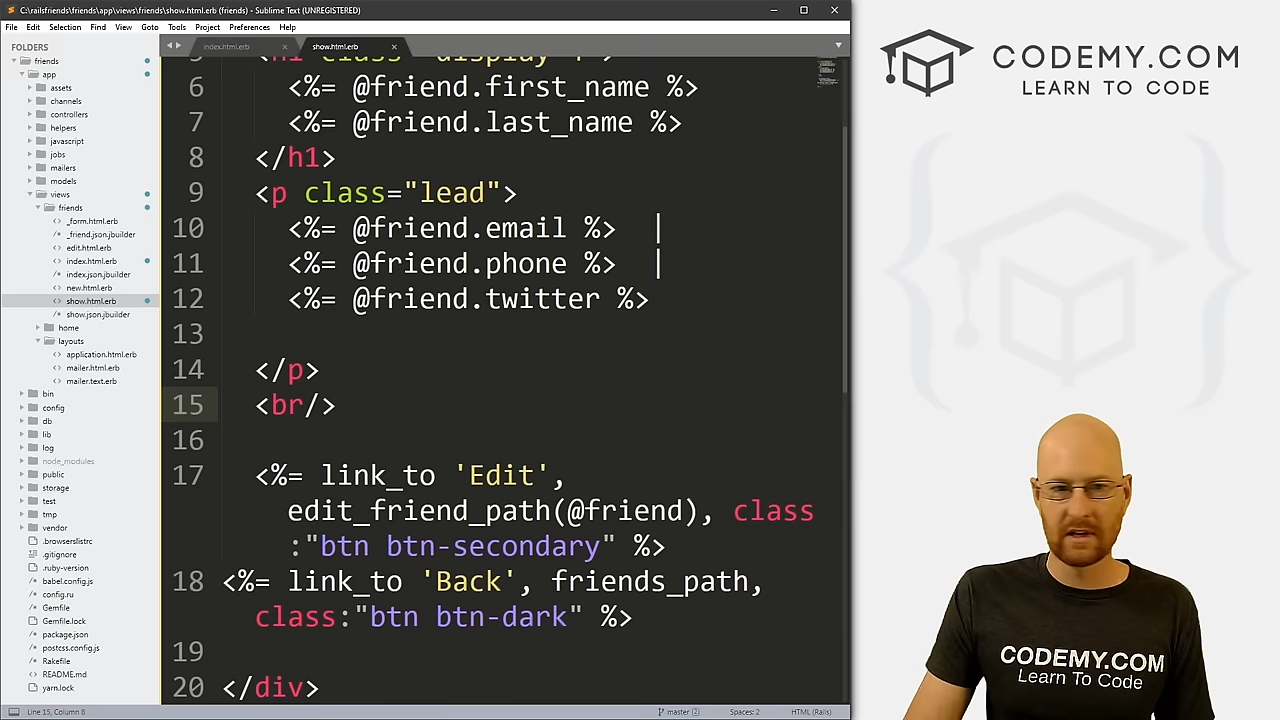 C:\railsfriends\friends\app\views\friends\show.html.erb (friends) - Sublime Text (UNREGISTERED)
File Edit Selection Find View Goto Tools Project Preferences Help
FOLDERS
friends
app
assets
channels
controllers
helpers
javascript
jobs
mailers
models
views
friends
_form.html.erb
_friend.json.jbuilder
edit.html.erb
index.html.erb
index.json.jbuilder
new.html.erb
show.html.erb
show.json.jbuilder
home
layouts
application.html.erb
mailer.html.erb
mailer.text.erb
bin
config
db
lib
log
node_modules
public
storage
test
tmp
vendor
.browserslistrc
.gitignore
.ruby-version
babel.config.js
config.ru
Gemfile
Gemfile.lock
package.json
postcss.config.js
Rakefile
README.md
yarn.lock
index.html.erb
show.html.erb
6 <%= @friend.first_name %>
7 <%= @friend.last_name %>
8 </h1>
9 <p class="lead">
10 <%= @friend.email %> |
11 <%= @friend.phone %> |
12 <%= @friend.twitter %>
13
14 </p>
15 <br/>
16
17 <%= link_to 'Edit',
edit_friend_path(@friend), class
:"btn btn-secondary" %>
18 <%= link_to 'Back', friends_path,
class:"btn btn-dark" %>
19
20 </div>
Line 15, Column 8
master (2)
Spaces: 2
HTML (Rails)
CODEMY.COM
LEARN TO CODE
CODEMY.COM
Learn To Code